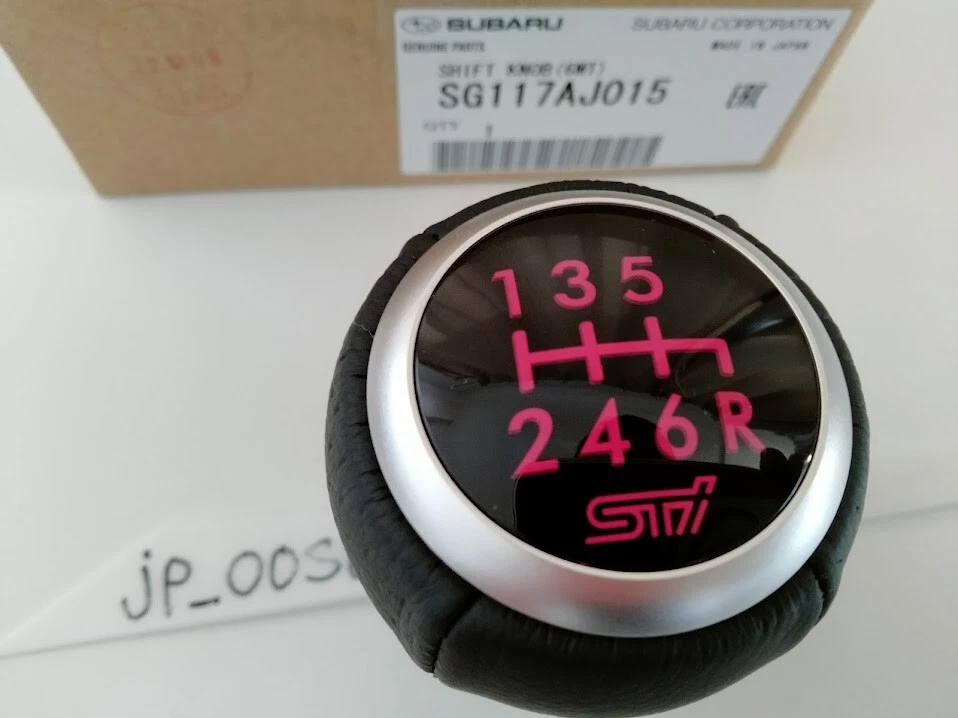 SUBARU SUBARU CORPORATION
GENUINE PARTS MADE IN JAPAN
SHIFT KNOB(6MT)
SG117AJ015 EAC
QTY 1
1 3 5
2 4 6 R
STI